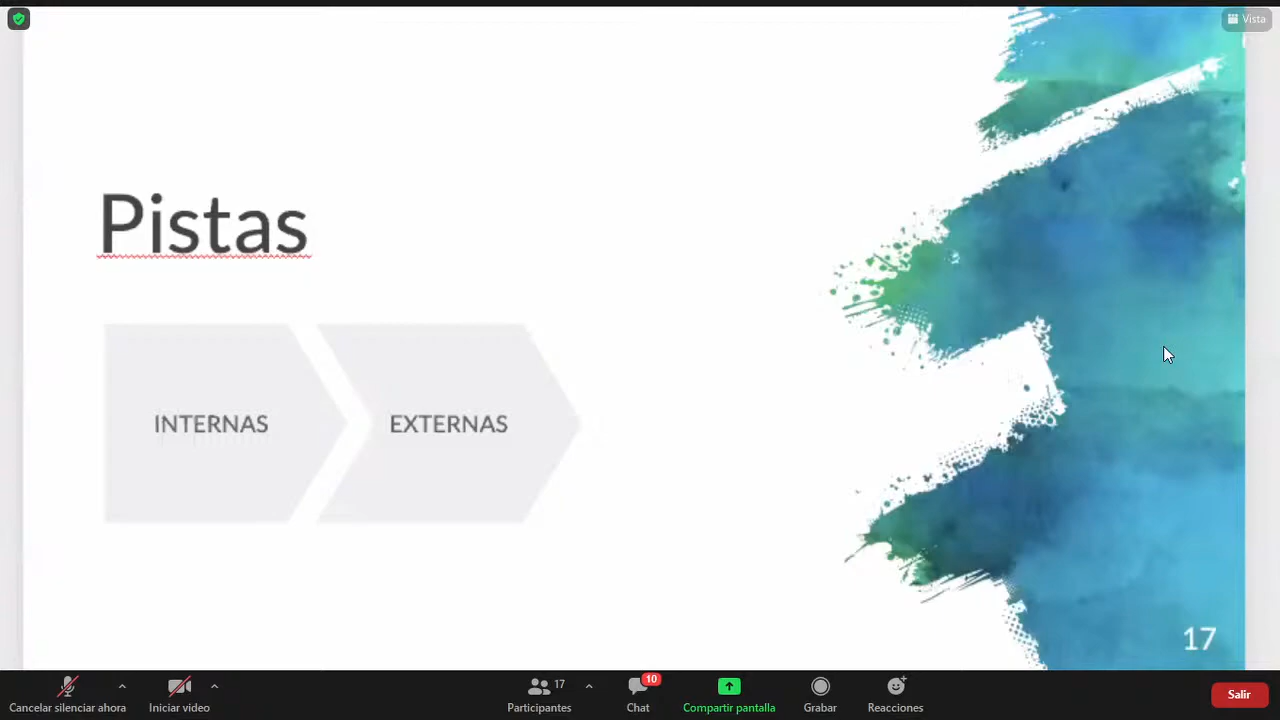 Vista
Pistas
INTERNAS
EXTERNAS
17
Cancelar silenciar ahora
Iniciar video
17
Participantes
10
Chat
Compartir pantalla
Grabar
Reacciones
Salir